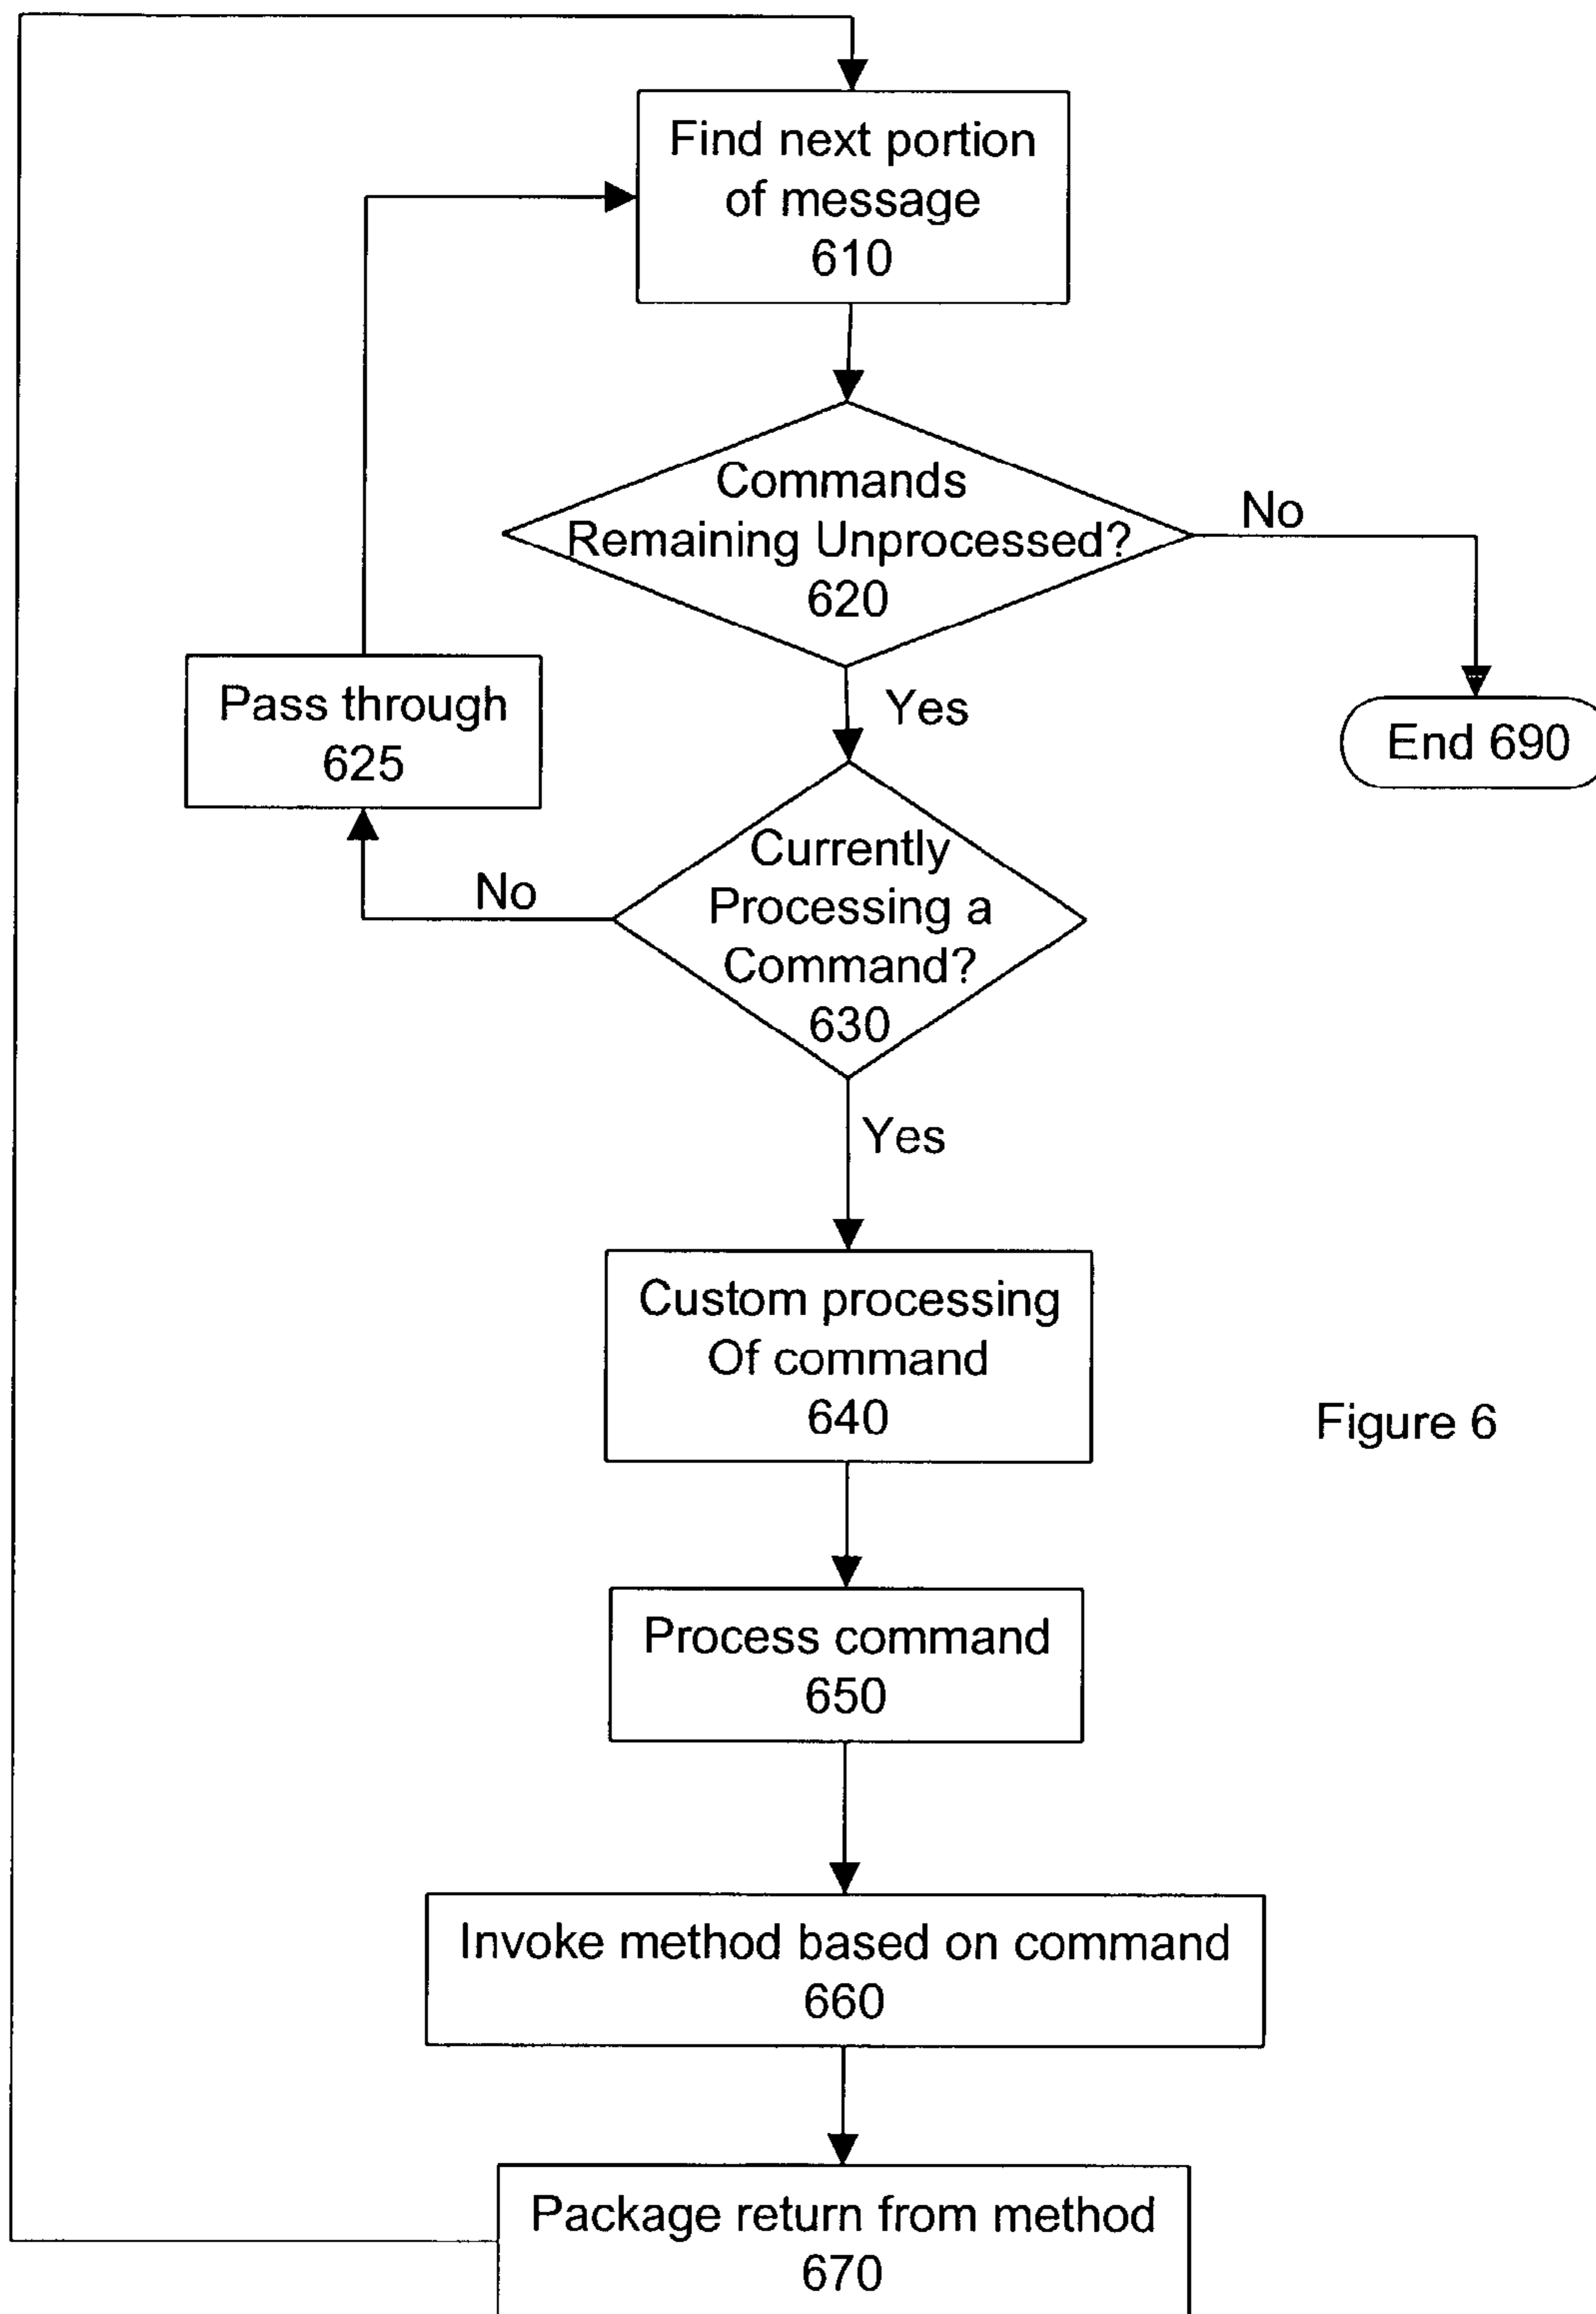 Find next portion
of message
610
Commands
Remaining Unprocessed?
620
No
Yes
Pass through
625
End 690
Currently
Processing a
Command?
630
No
Yes
Custom processing
Of command
640
Figure 6
Process command
650
Invoke method based on command
660
Package return from method
670